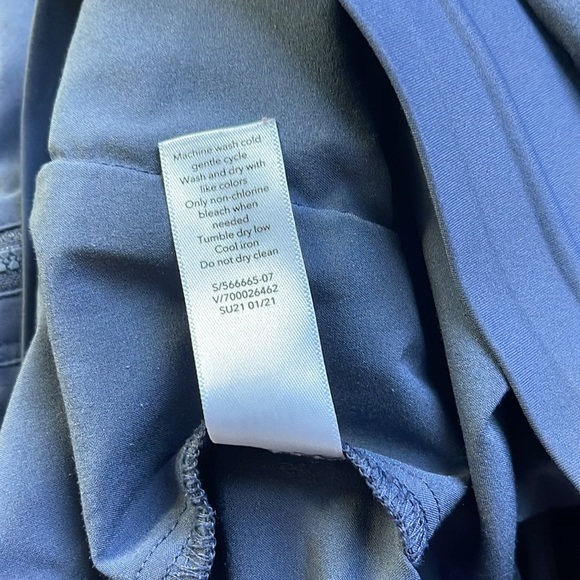 Machine wash cold
gentle cycle
Wash and dry with
like colors
Only non-chlorine
bleach when
needed
Tumble dry low
Cool iron
Do not dry clean
S/566665-07
V/700026462
SU21 01/21